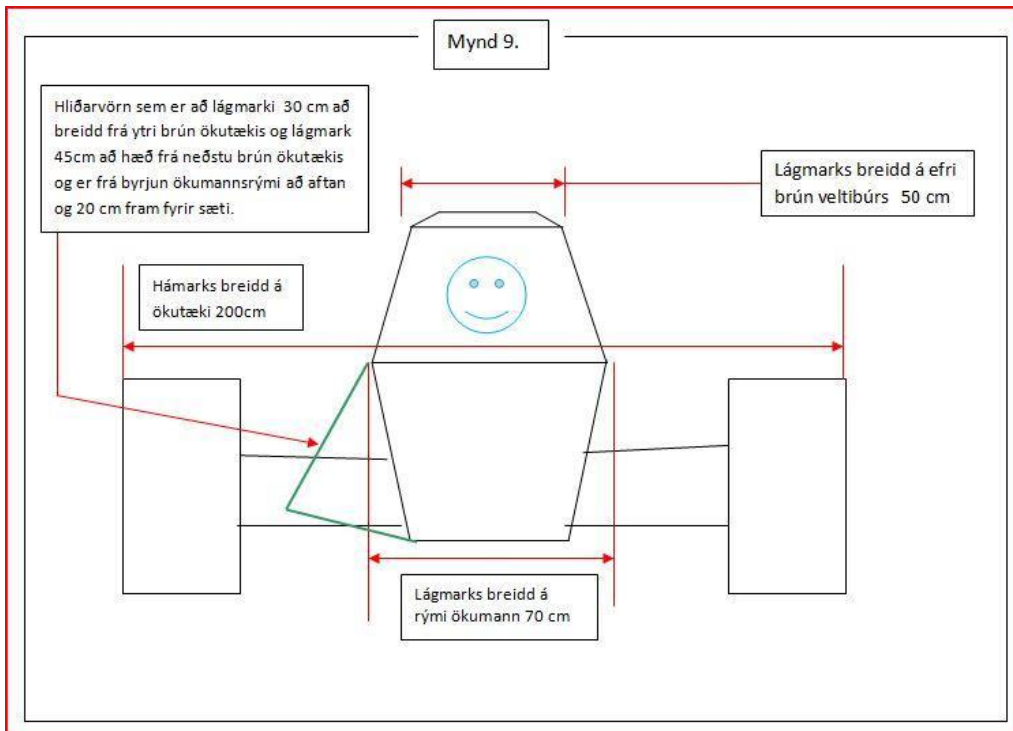 Mynd 9.
Hliðarvörn sem er að lágmarki 30 cm að
breidd frá ytri brún ökutækis og lágmark
45cm að hæð frá neðstu brún ökutækis
og er frá byrjun ökumannsrými að aftan
og 20 cm fram fyrir sæti.
Lágmarks breidd á efri
brún veltibúrs 50 cm
Hámarks breidd á
ökutæki 200cm
Lágmarks breidd á
rými ökumann 70 cm